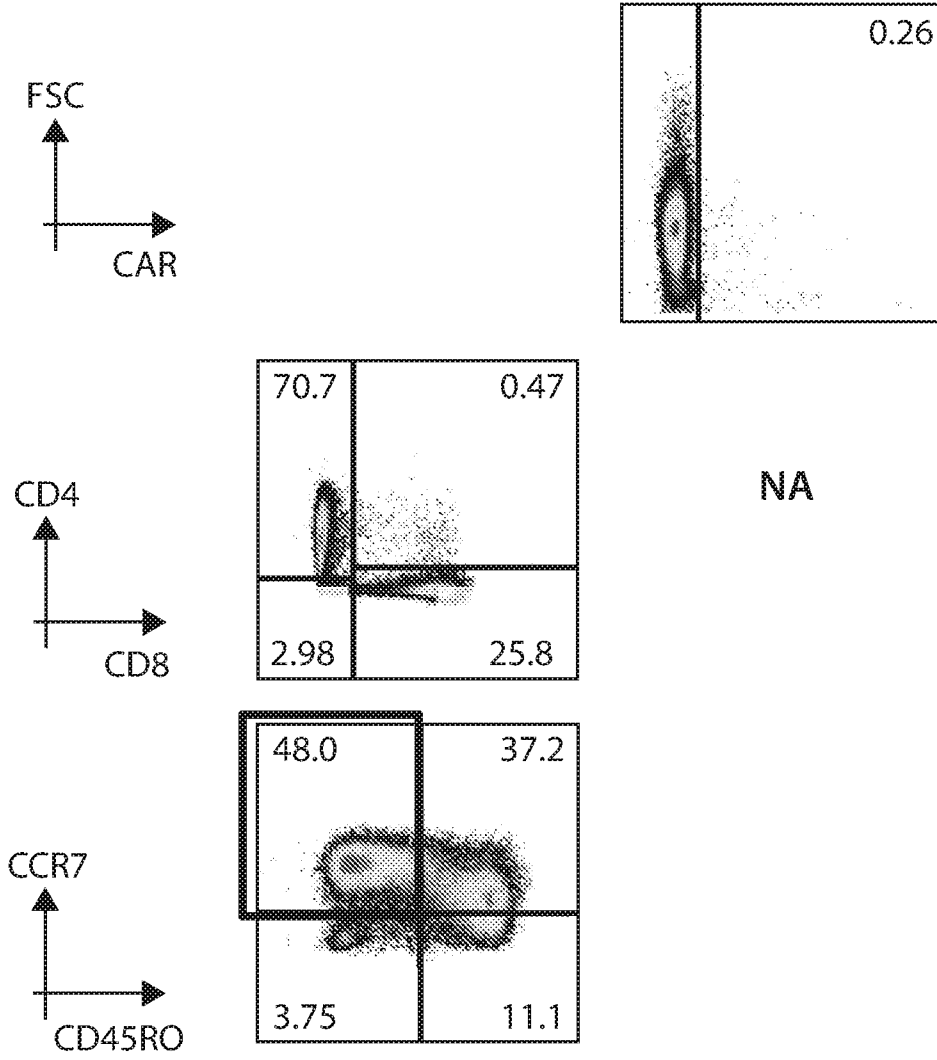 0.26
FSC
CAR
70.7 0.47
CD4
NA
CD8
2.98 25.8
48.0 37.2
CCR7
CD45RO
3.75 11.1